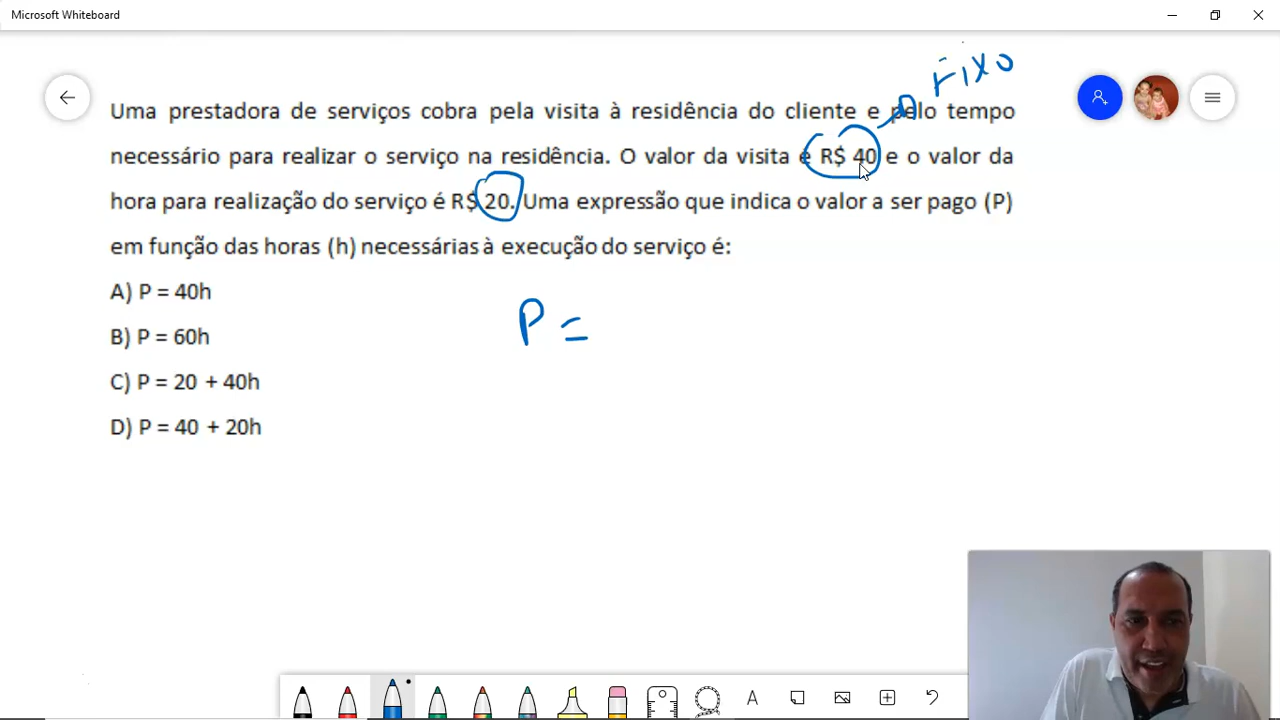 Microsoft Whiteboard
Fixo
Uma prestadora de serviços cobra pela visita à residência do cliente e pelo tempo
necessário para realizar o serviço na residência. O valor da visita é R$ 40 e o valor da
hora para realização do serviço é R$ 20. Uma expressão que indica o valor a ser pago (P)
em função das horas (h) necessárias à execução do serviço é:
A) P = 40h
B) P = 60h
C) P = 20 + 40h
D) P = 40 + 20h
P =
A